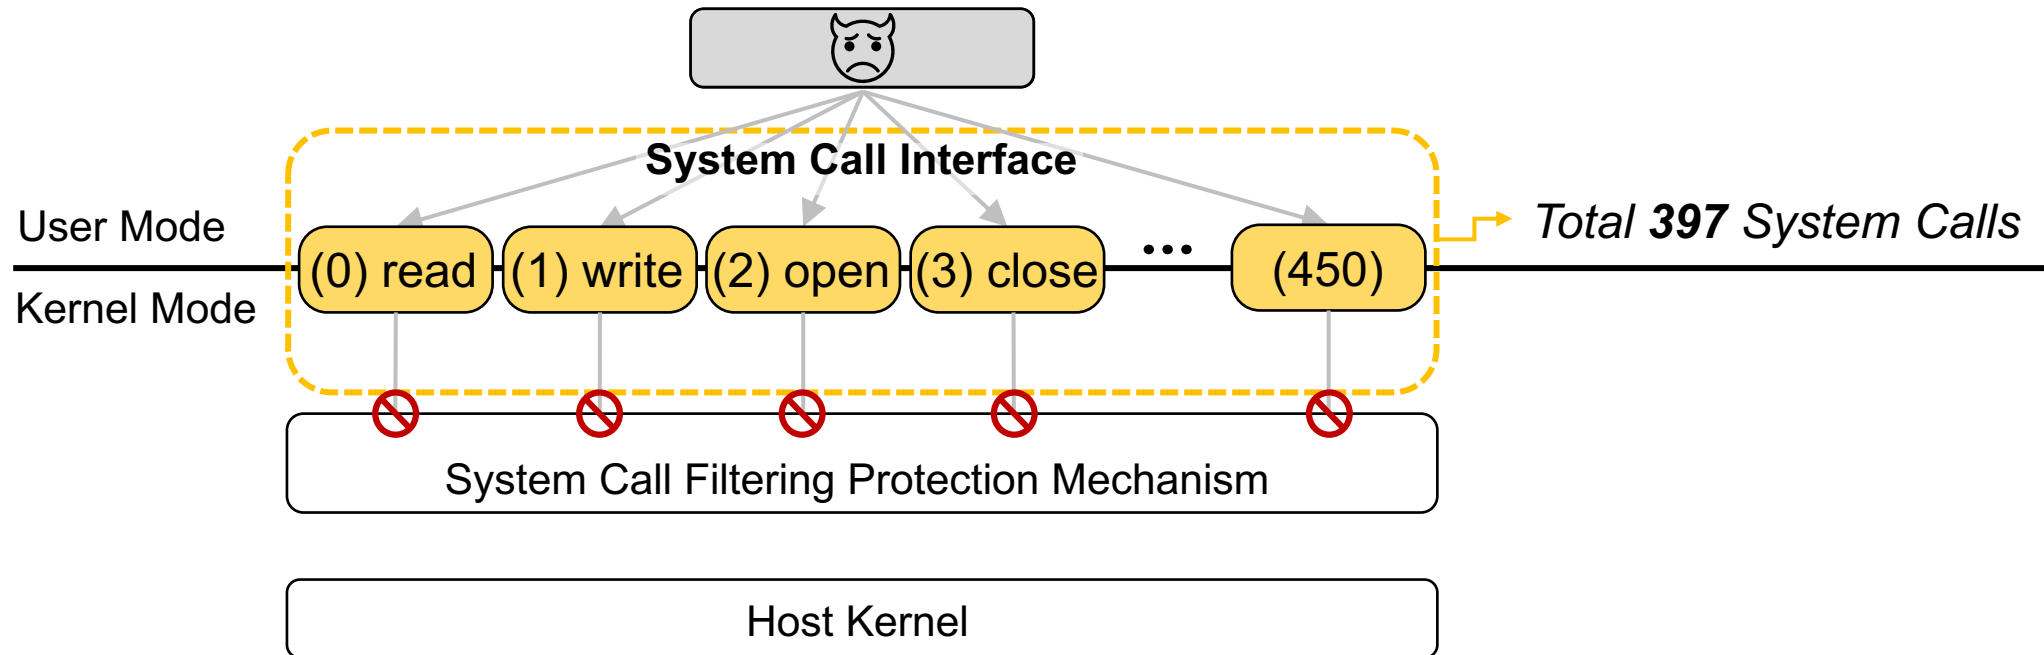 System Call Interface
User Mode
Total 397 System Calls
(0) read
(1) write
(2) open
(3) close
...
(450)
Kernel Mode
System Call Filtering Protection Mechanism
Host Kernel